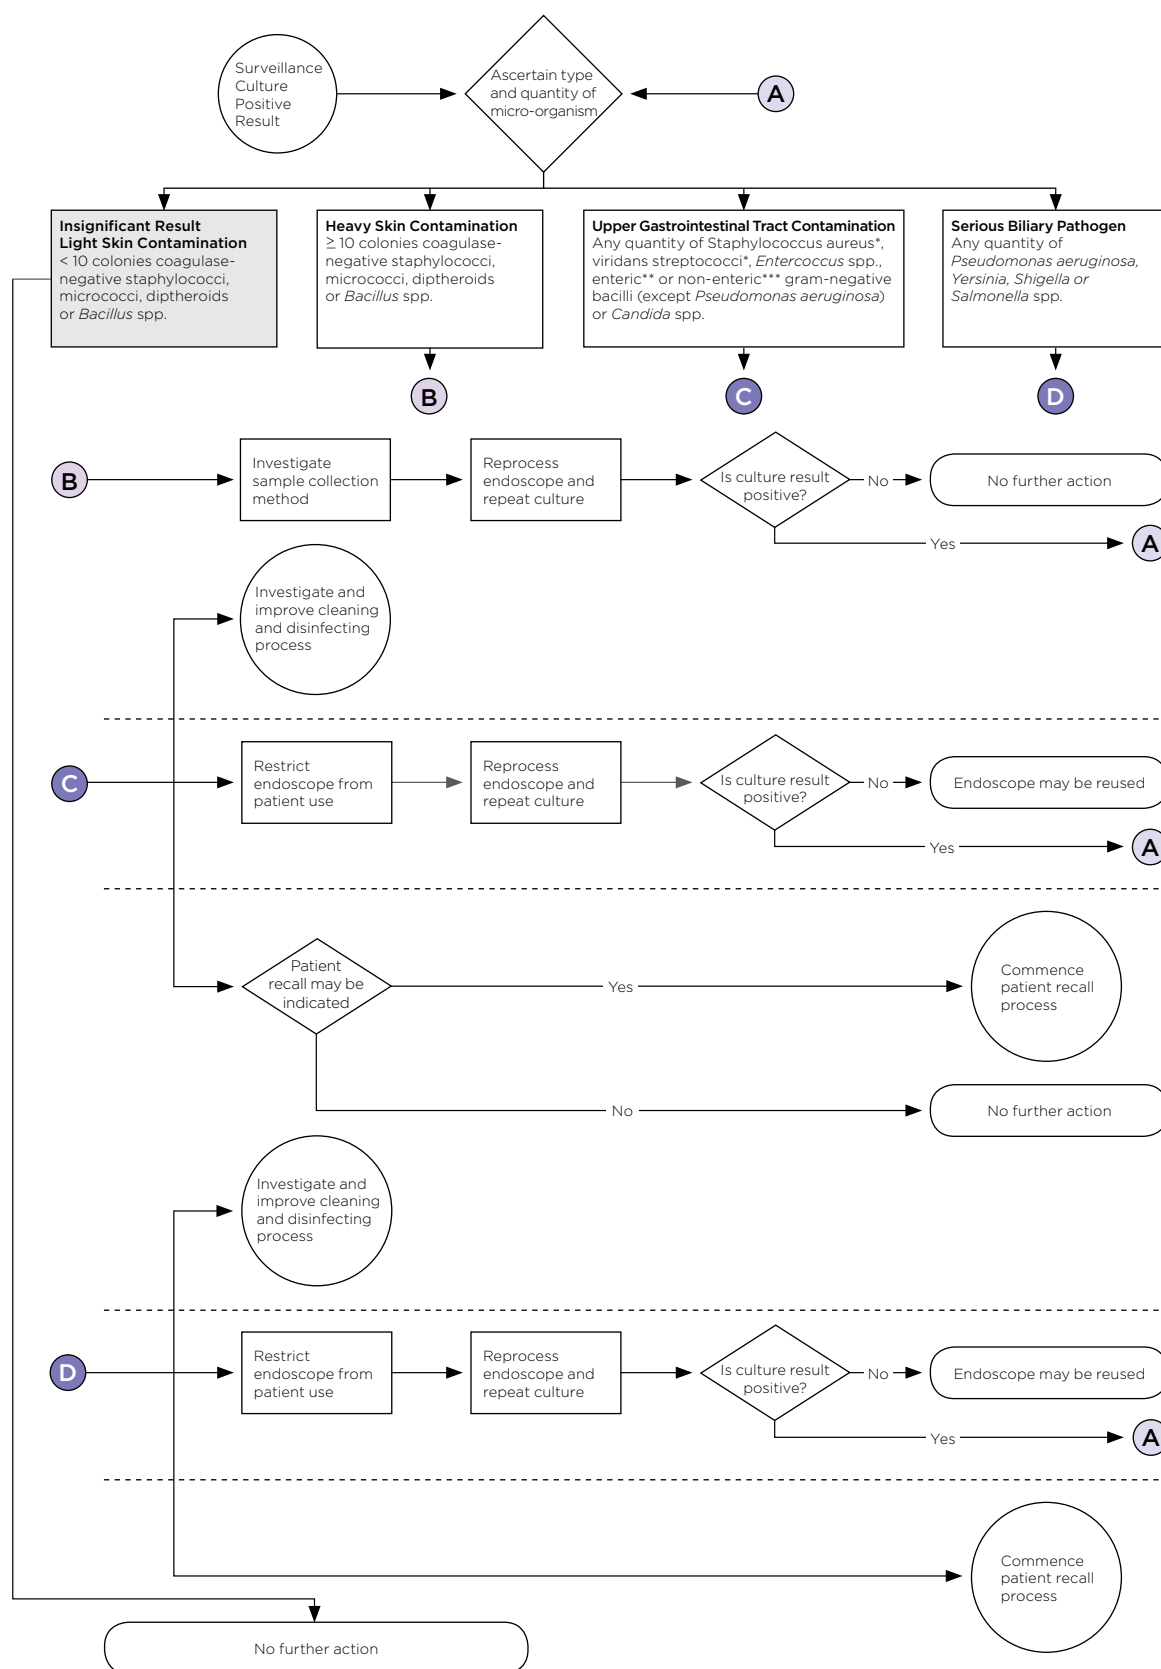 Surveillance
Culture
Positive
Result
Ascertain type
and quantity of
micro-organism
A
Insignificant Result
Light Skin Contamination
< 10 colonies coagulase-
negative staphylococci,
micrococci, diptheroids
or Bacillus spp.
Heavy Skin Contamination
≥ 10 colonies coagulase-
negative staphylococci,
micrococci, diptheroids
or Bacillus spp.
Upper Gastrointestinal Tract Contamination
Any quantity of Staphylococcus aureus*,
viridans streptococci*, Entercoccus spp.,
enteric** or non-enteric*** gram-negative
bacilli (except Pseudomonas aeruginosa)
or Candida spp.
Serious Biliary Pathogen
Any quantity of
Pseudomonas aeruginosa,
Yersinia, Shigella or
Salmonella spp.
B
C
D
B
Investigate
sample collection
method
Reprocess
endoscope and
repeat culture
Is culture result
positive?
No
No further action
Yes
A
Investigate and
improve cleaning
and disinfecting
process
C
Restrict
endoscope from
patient use
Reprocess
endoscope and
repeat culture
Is culture result
positive?
No
Endoscope may be reused
Yes
A
Patient
recall may be
indicated
Yes
Commence
patient recall
process
No
No further action
Investigate and
improve cleaning
and disinfecting
process
D
Restrict
endoscope from
patient use
Reprocess
endoscope and
repeat culture
Is culture result
positive?
No
Endoscope may be reused
Yes
A
Commence
patient recall
process
No further action